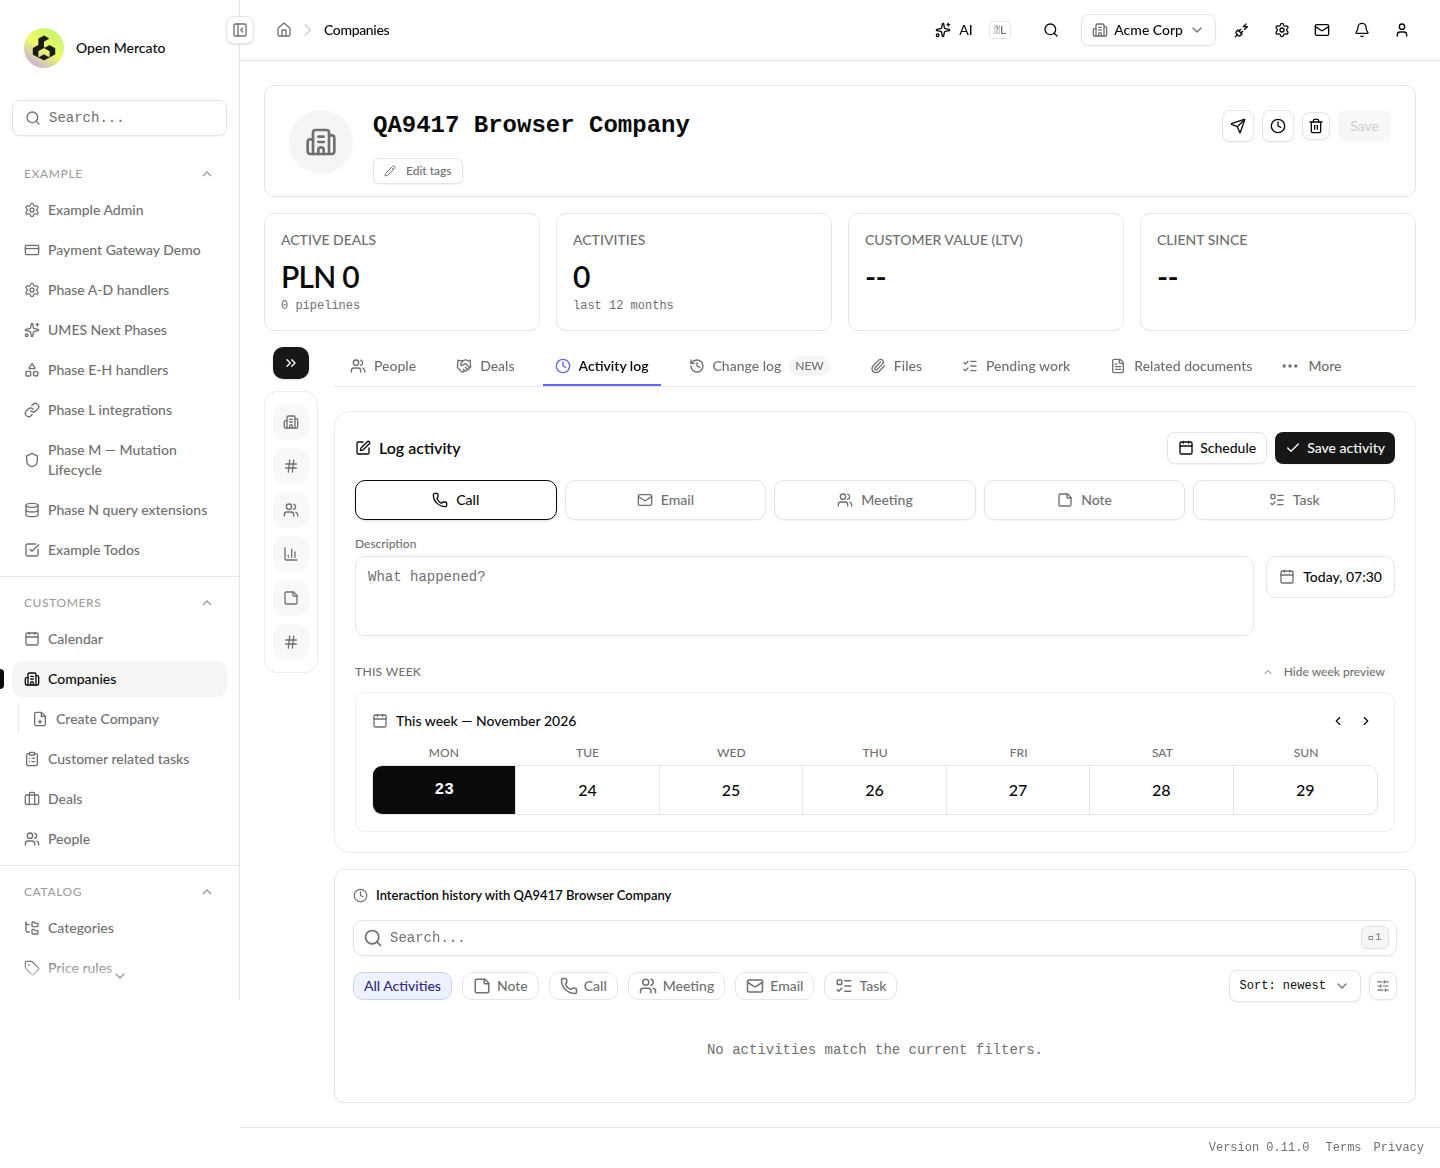 Open Mercato
Search...
EXAMPLE
Example Admin
Payment Gateway Demo
Phase A-D handlers
UMES Next Phases
Phase E-H handlers
Phase L integrations
Phase M — Mutation
Lifecycle
Phase N query extensions
Example Todos
CUSTOMERS
Calendar
Companies
Create Company
Customer related tasks
Deals
People
CATALOG
Categories
Price rules
Companies
AI
L
Acme Corp
QA9417 Browser Company
Edit tags
Save
ACTIVE DEALS
PLN 0
0 pipelines
ACTIVITIES
0
last 12 months
CUSTOMER VALUE (LTV)
--
CLIENT SINCE
--
People
Deals
Activity log
Change log NEW
Files
Pending work
Related documents
More
Log activity
Schedule
Save activity
Call
Email
Meeting
Note
Task
Description
What happened?
Today, 07:30
THIS WEEK
Hide week preview
This week — November 2026
MON TUE WED THU FRI SAT SUN
23 24 25 26 27 28 29
Interaction history with QA9417 Browser Company
Search...
1
All Activities
Note
Call
Meeting
Email
Task
Sort: newest
No activities match the current filters.
Version 0.11.0 Terms Privacy